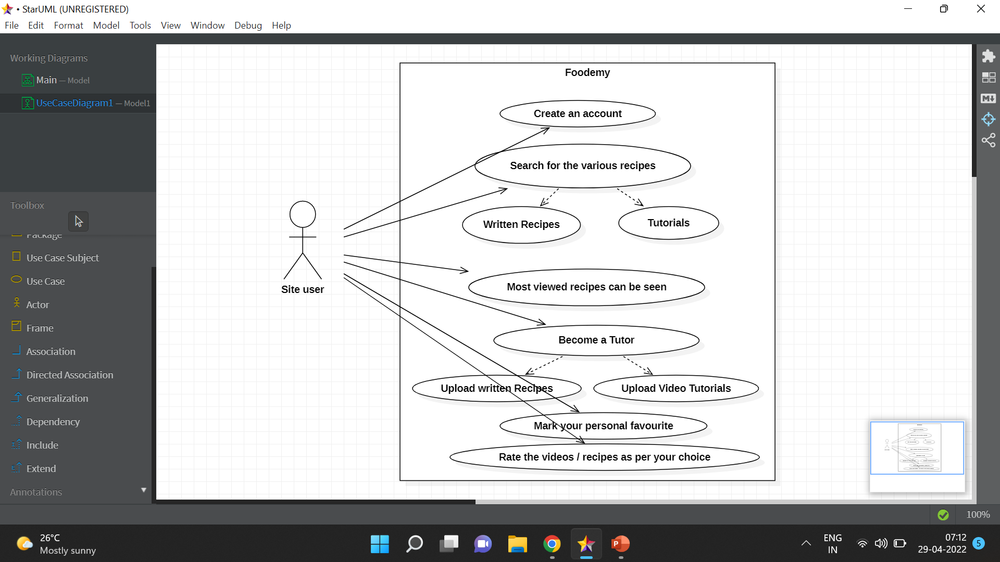 • StarUML (UNREGISTERED)
File Edit Format Model Tools View Window Debug Help
Working Diagrams
Main — Model
UseCaseDiagram1 — Model1
Toolbox
Package
Use Case Subject
Use Case
Actor
Frame
Association
Directed Association
Generalization
Dependency
Include
Extend
Annotations
Foodemy
Create an account
Search for the various recipes
Written Recipes
Tutorials
Site user
Most viewed recipes can be seen
Become a Tutor
Upload written Recipes
Upload Video Tutorials
Mark your personal favourite
Rate the videos / recipes as per your choice
M
100%
26°C
Mostly sunny
P
ENG
IN
07:12
29-04-2022
5